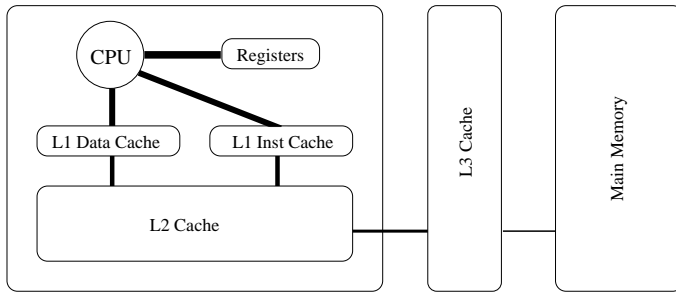 CPU
Registers
L1 Data Cache
L1 Inst Cache
L2 Cache
L3 Cache
Main Memory